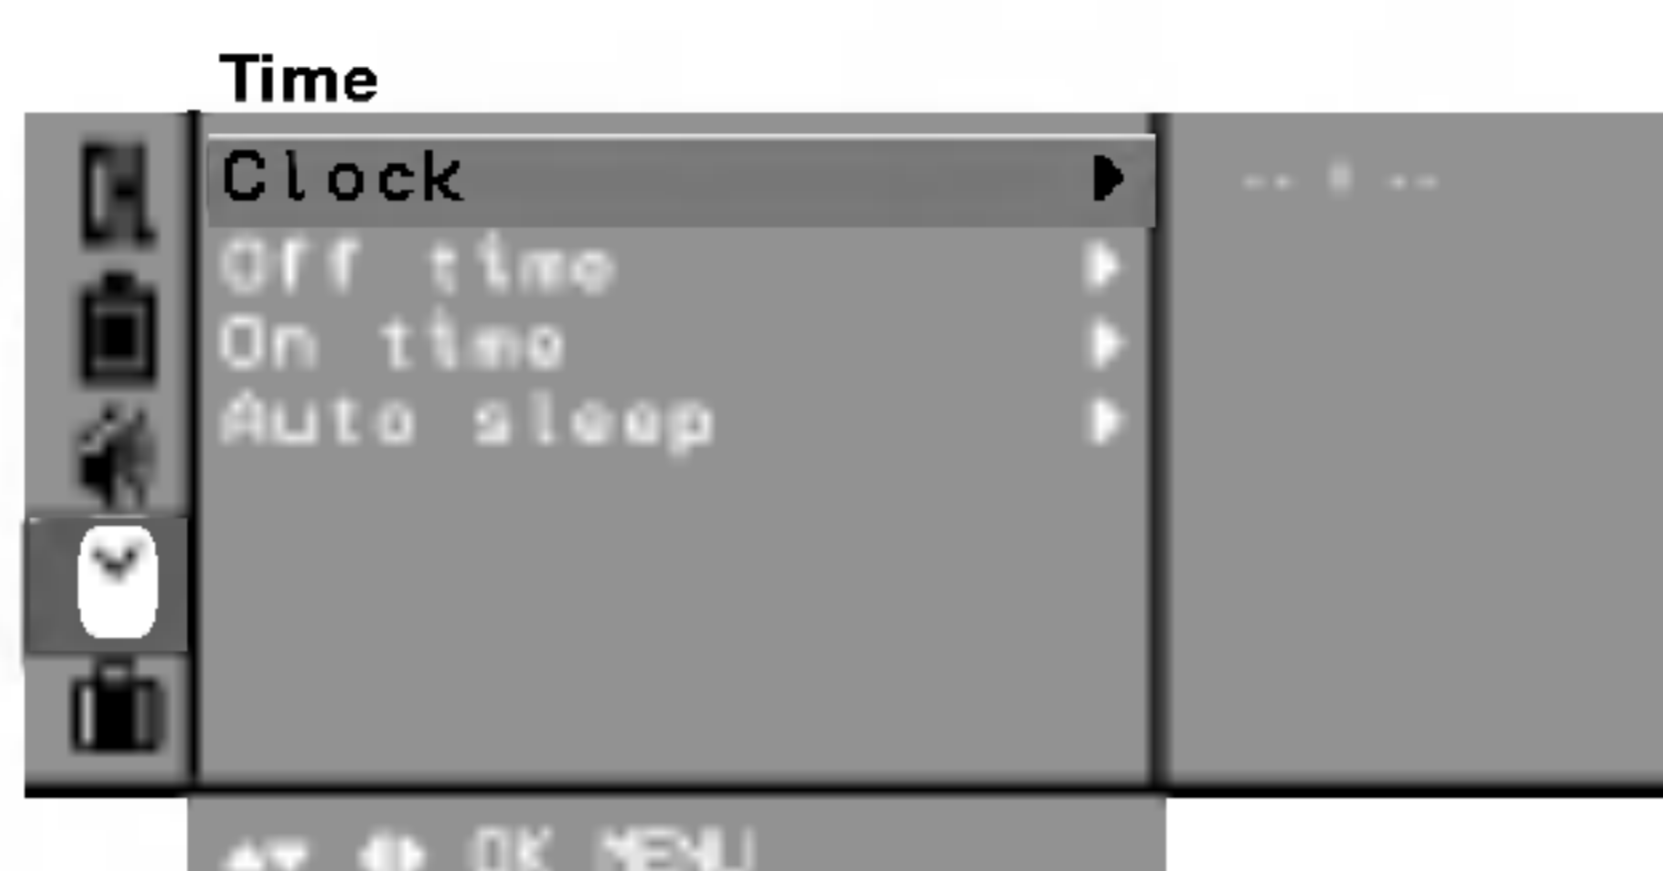 Time
Clock ▶ -- : --
Off time ▶
On time ▶
Auto sleep ▶
▲▼ ◀▶ OK MENU